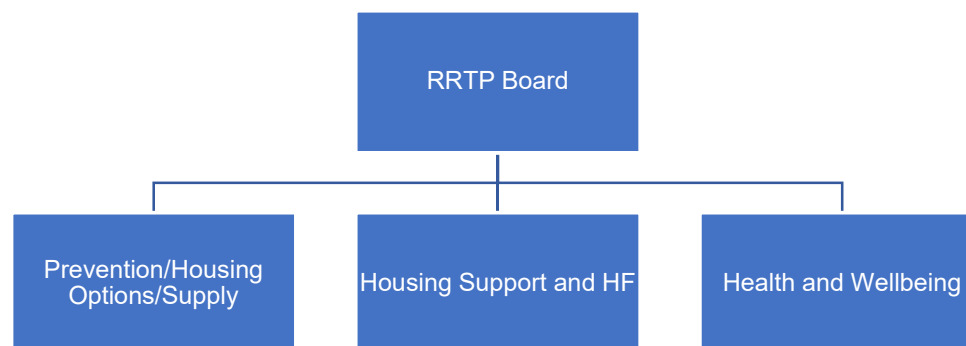 RRTP Board
Prevention/Housing
Options/Supply
Housing Support and HF
Health and Wellbeing